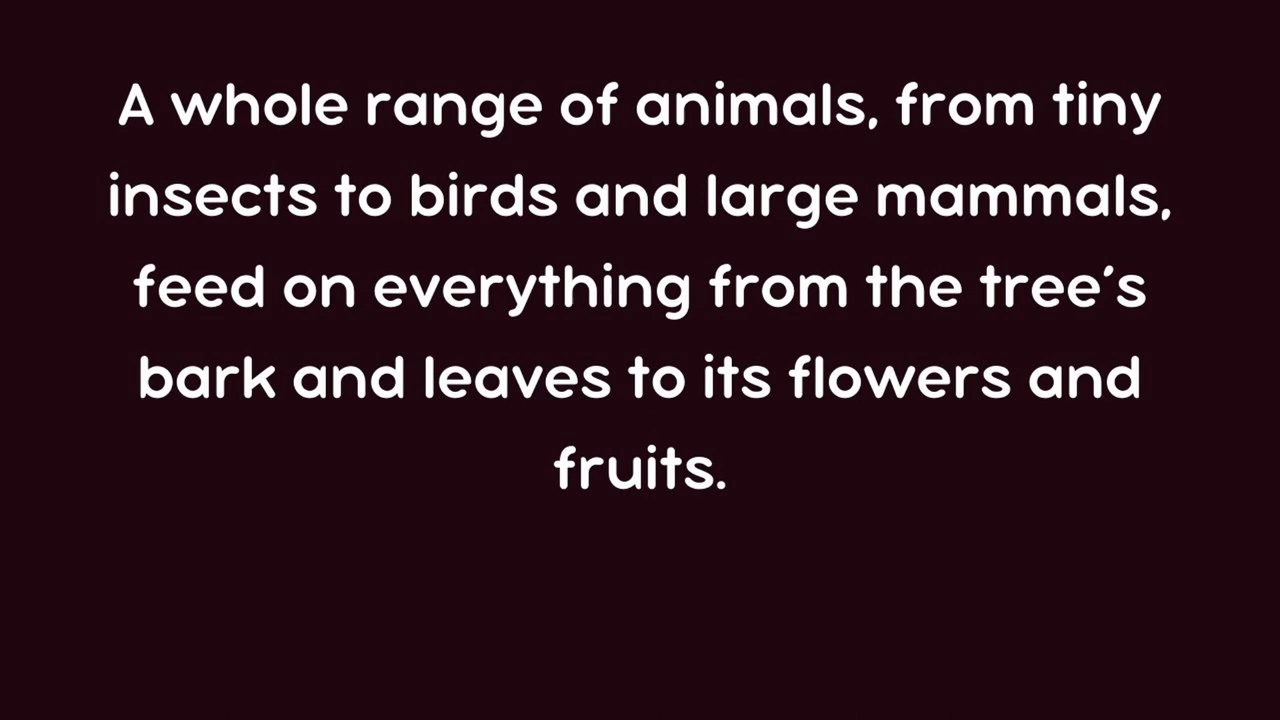 A whole range of animals, from tiny
insects to birds and large mammals,
feed on everything from the tree's
bark and leaves to its flowers and
fruits.